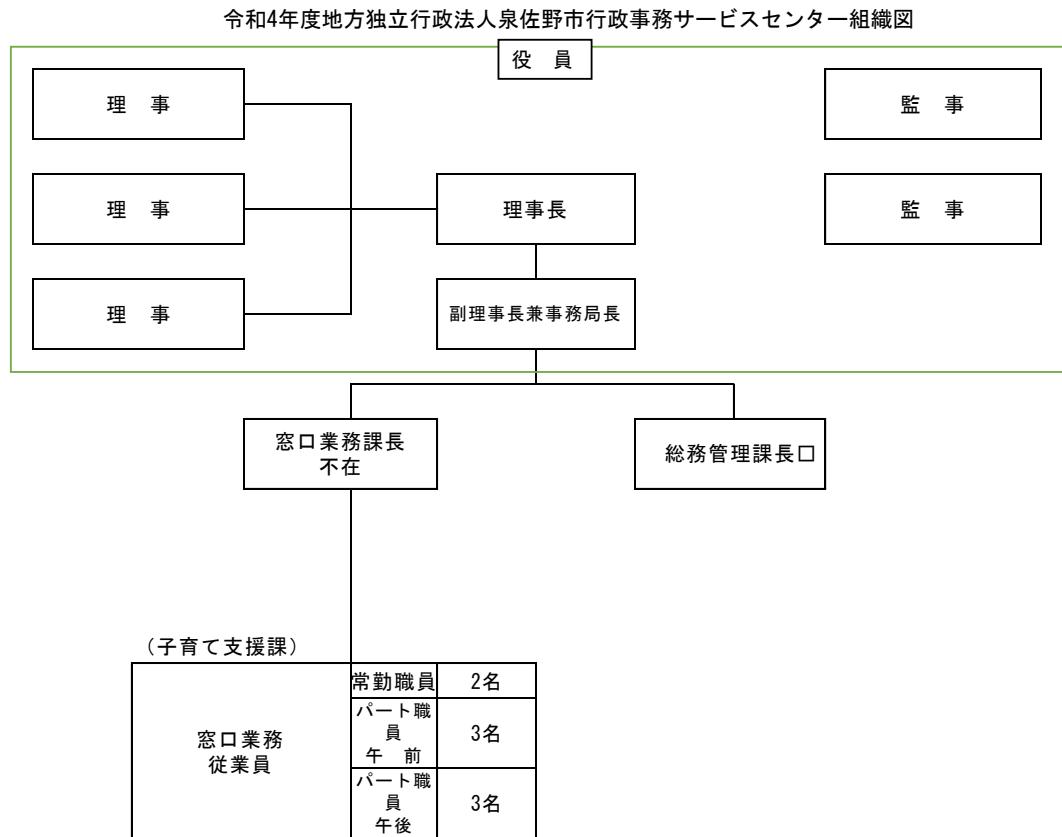 令和4年度地方独立行政法人泉佐野市行政事務サービスセンター組織図
役　員
理　事
監　事
理　事
理事長
監　事
理　事
副理事長兼事務局長
窓口業務課長
不在
総務管理課長口
（子育て支援課）
窓口業務
従業員
常勤職員
2名
パート職
員
午　前
3名
パート職
員
午後
3名